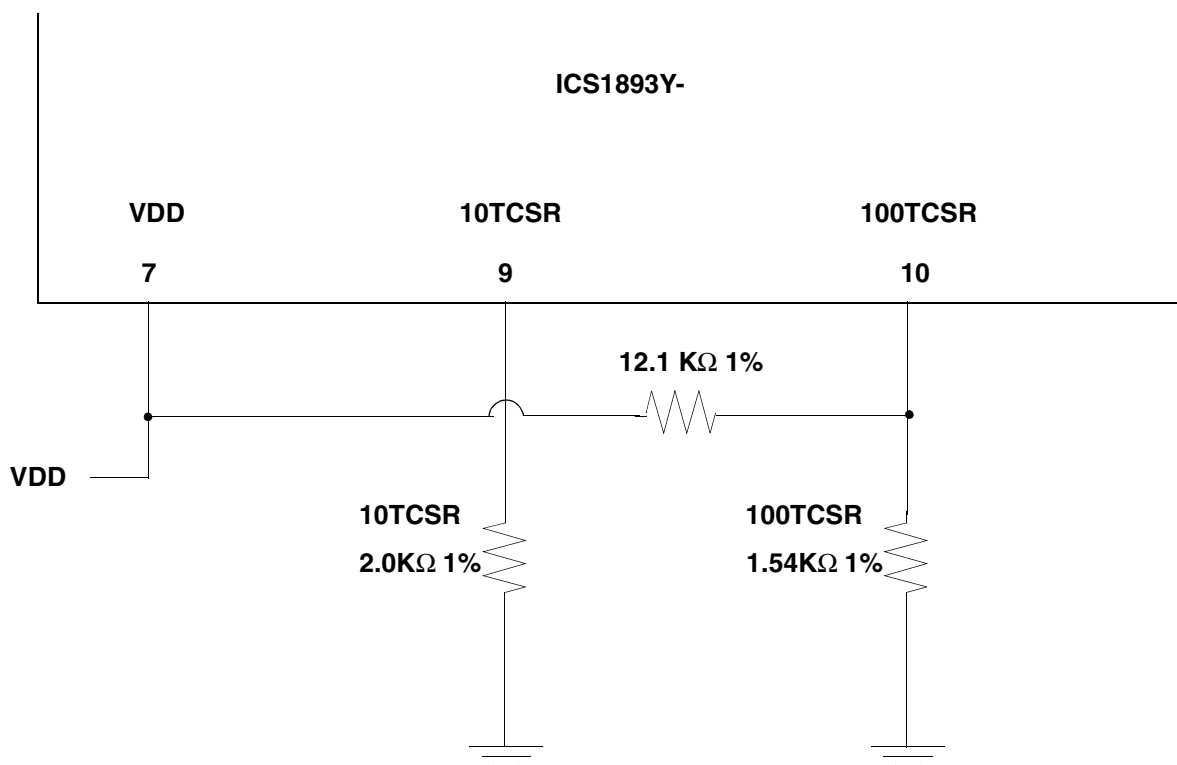 ICS1893Y-
VDD 10TCSR 100TCSR
7 9 10
12.1 KΩ 1%
VDD
10TCSR 100TCSR
2.0KΩ 1% 1.54KΩ 1%